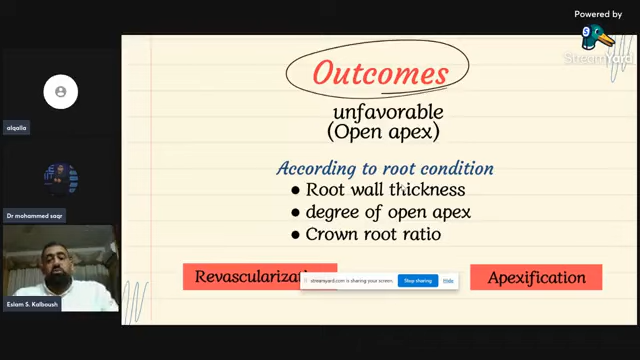 Powered by
StreamYard
Outcomes
unfavorable
(Open apex)
According to root condition
● Root wall thickness
● degree of open apex
● Crown root ratio
streamyard.com is sharing your screen.
Stop sharing
Hide
Apexification
alqalla
Dr mohammed saqr
Eslam S. Kalboush